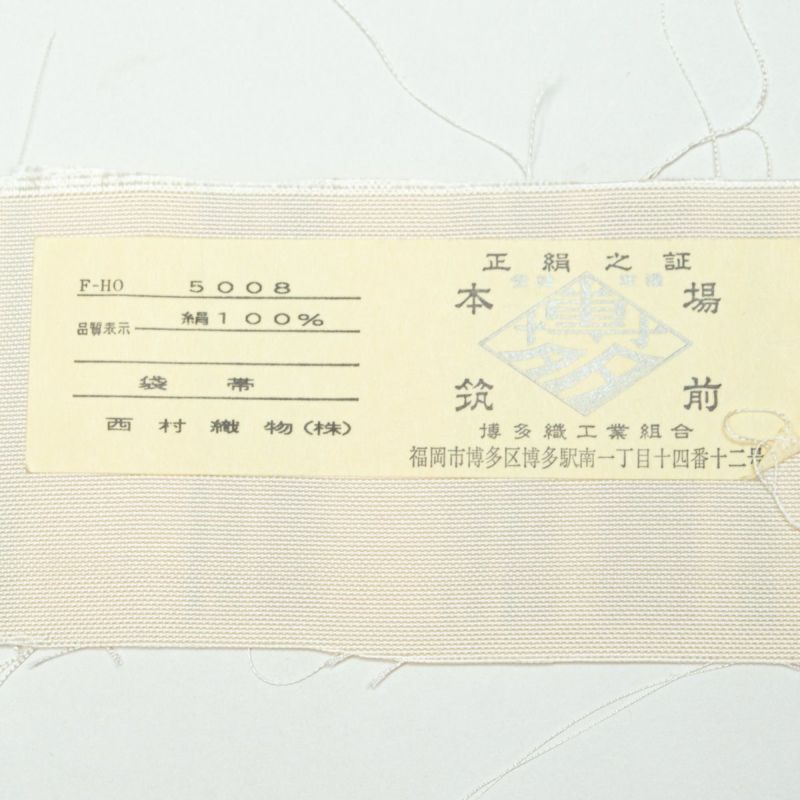 F-HO 5008
品質表示 絹100%
袋 帯
西村織物(株)
正絹之証
本 場
博多
筑 前
博多織工業組合
福岡市博多区博多駅南一丁目十四番十二号